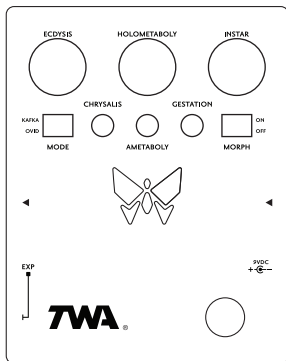 ECDYSIS HOLOMETABOLY INSTAR
CHRYSALIS GESTATION
KAFKA ON
OVID OFF
MODE AMETABOLY MORPH
EXP 9VDC
TWA ®